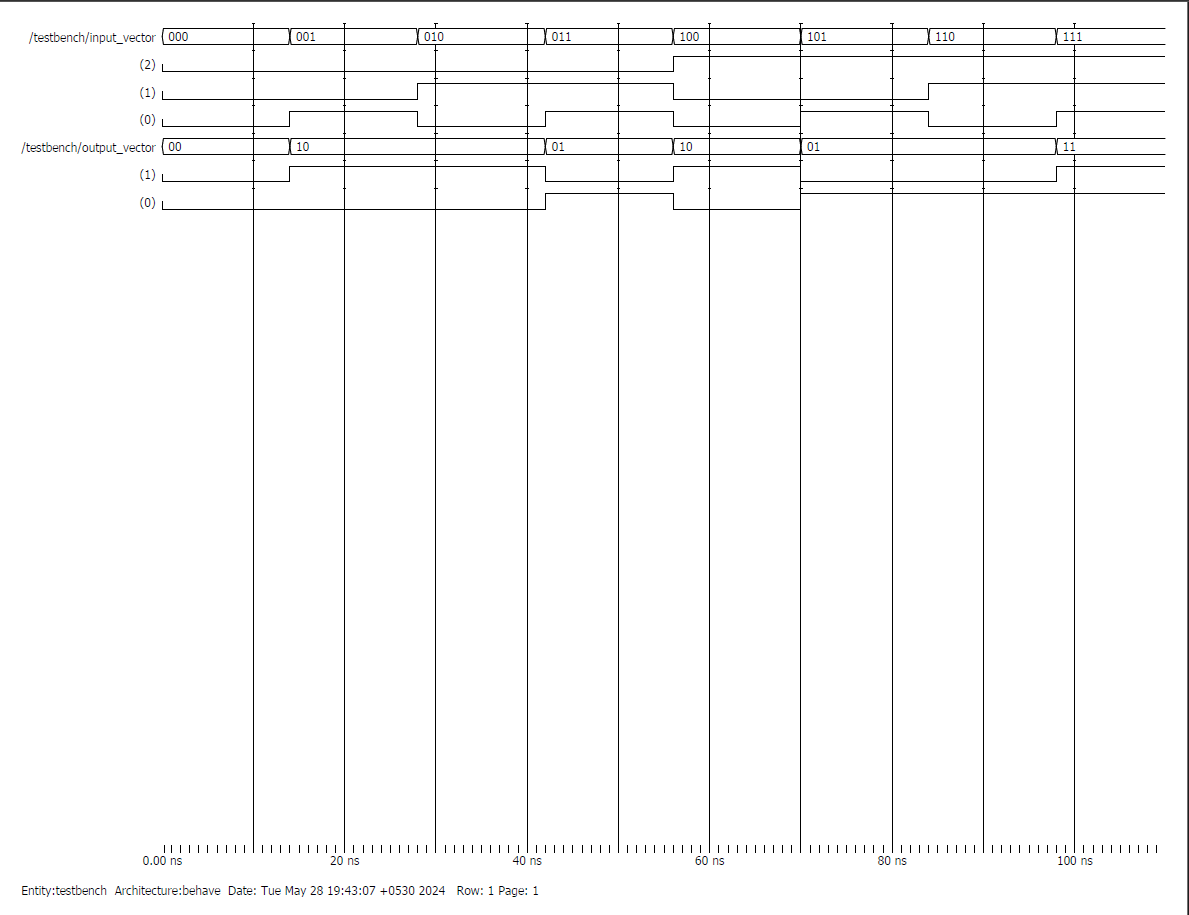 /testbench/input_vector 000 001 010 011 100 101 110 111
(2)
(1)
(0)
/testbench/output_vector 00 10 01 10 01 11
(1)
(0)
0.00 ns 20 ns 40 ns 60 ns 80 ns 100 ns
Entity:testbench Architecture:behave Date: Tue May 28 19:43:07 +0530 2024 Row: 1 Page: 1